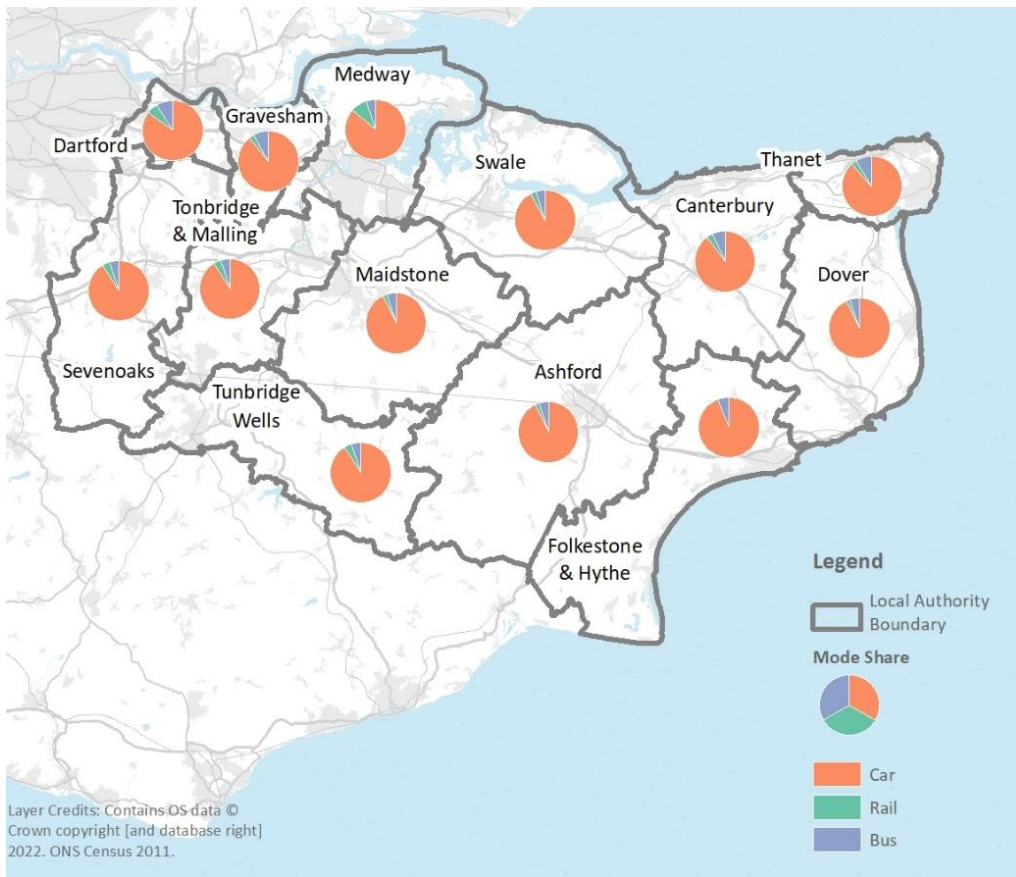 Medway
Gravesham
Dartford
Swale
Thanet
Tonbridge
& Malling
Canterbury
Maidstone
Dover
Sevenoaks
Tunbridge
Wells
Ashford
Folkestone
& Hythe
Legend
Local Authority
Boundary
Mode Share
Car
Rail
Bus
Layer Credits: Contains OS data ©
Crown copyright [and database right]
2022. ONS Census 2011.